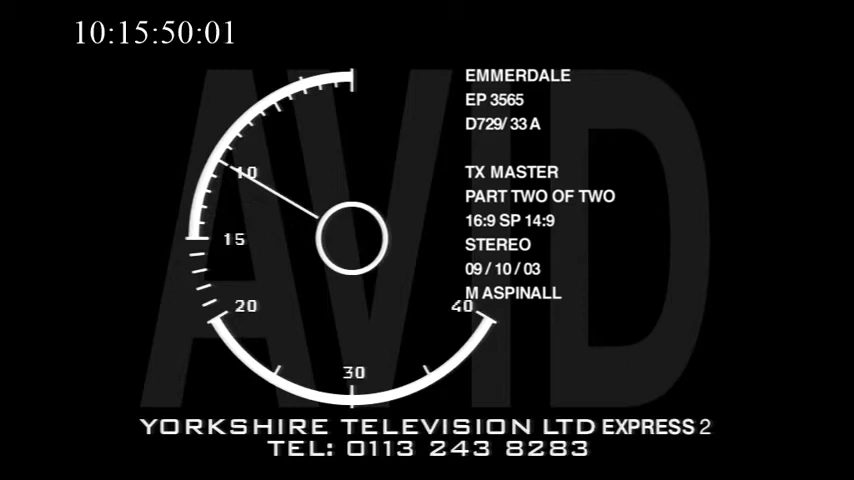 10:15:50:01
EMMERDALE
EP 3565
D729/ 33 A
TX MASTER
PART TWO OF TWO
16:9 SP 14:9
STEREO
09 / 10 / 03
M ASPINALL
10
15
20
30
40
AVID
YORKSHIRE TELEVISION LTD EXPRESS 2
TEL: 0113 243 8283